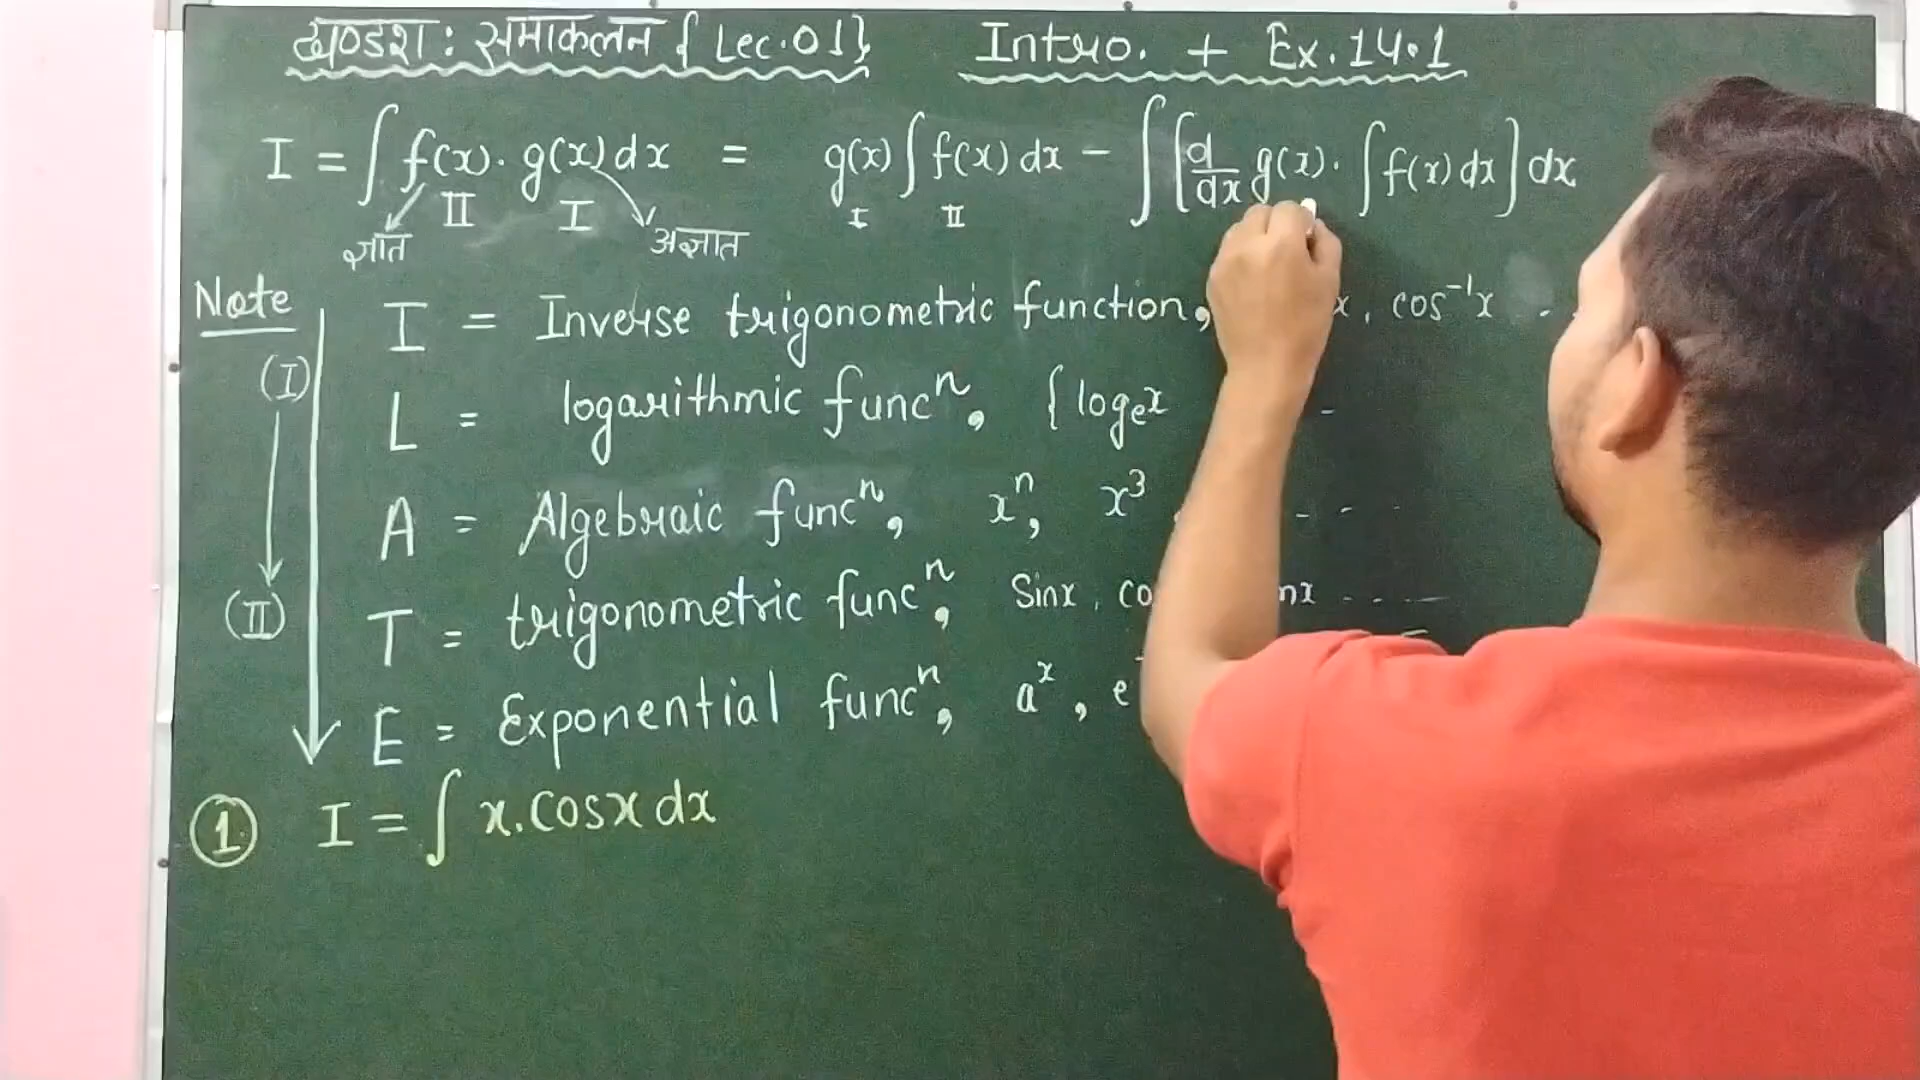 खण्डश: समाकलन { Lec.01} Intro. + Ex.14.1
I = ∫ f(x). g(x) dx = g(x) ∫ f(x) dx - ∫ [d/dx g(x). ∫ f(x) dx] dx
II I I II
ज्ञात अज्ञात
Note
I = Inverse trigonometric function, x, cos⁻¹x - .
(I)
L = logarithmic funcⁿ, { logₑx -
A = Algebraic funcⁿ, xⁿ, x³ - - -
(II)
T = trigonometric funcⁿ, Sinx, co nx - - - -
E = Exponential funcⁿ, aˣ, e
① I = ∫ x.cosx dx